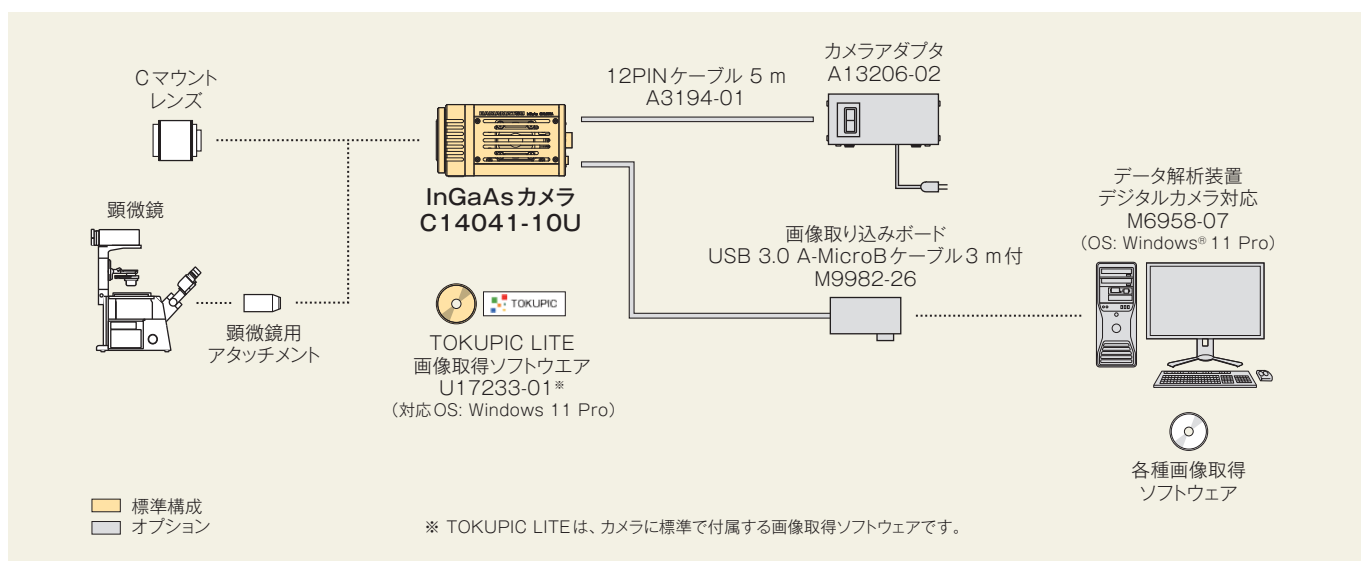 Cマウント
レンズ
顕微鏡
顕微鏡用
アタッチメント
InGaAsカメラ
C14041-10U
TOKUPIC
TOKUPIC LITE
画像取得ソフトウエア
U17233-01※
(対応OS: Windows 11 Pro)
12PINケーブル 5 m
A3194-01
カメラアダプタ
A13206-02
画像取り込みボード
USB 3.0 A-MicroBケーブル3 m付
M9982-26
データ解析装置
デジタルカメラ対応
M6958-07
(OS: Windows® 11 Pro)
各種画像取得
ソフトウェア
標準構成
オプション
※ TOKUPIC LITEは、カメラに標準で付属する画像取得ソフトウェアです。